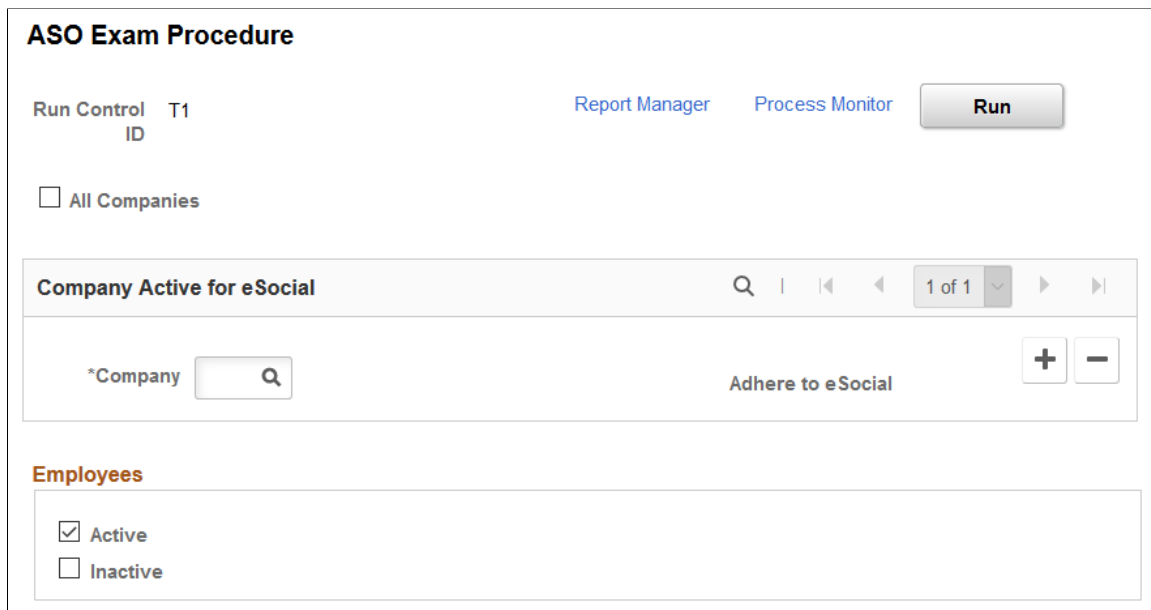 ASO Exam Procedure
Run Control ID T1 Report Manager Process Monitor Run
All Companies
Company Active for eSocial 1 of 1
*Company Adhere to eSocial
Employees
Active
Inactive